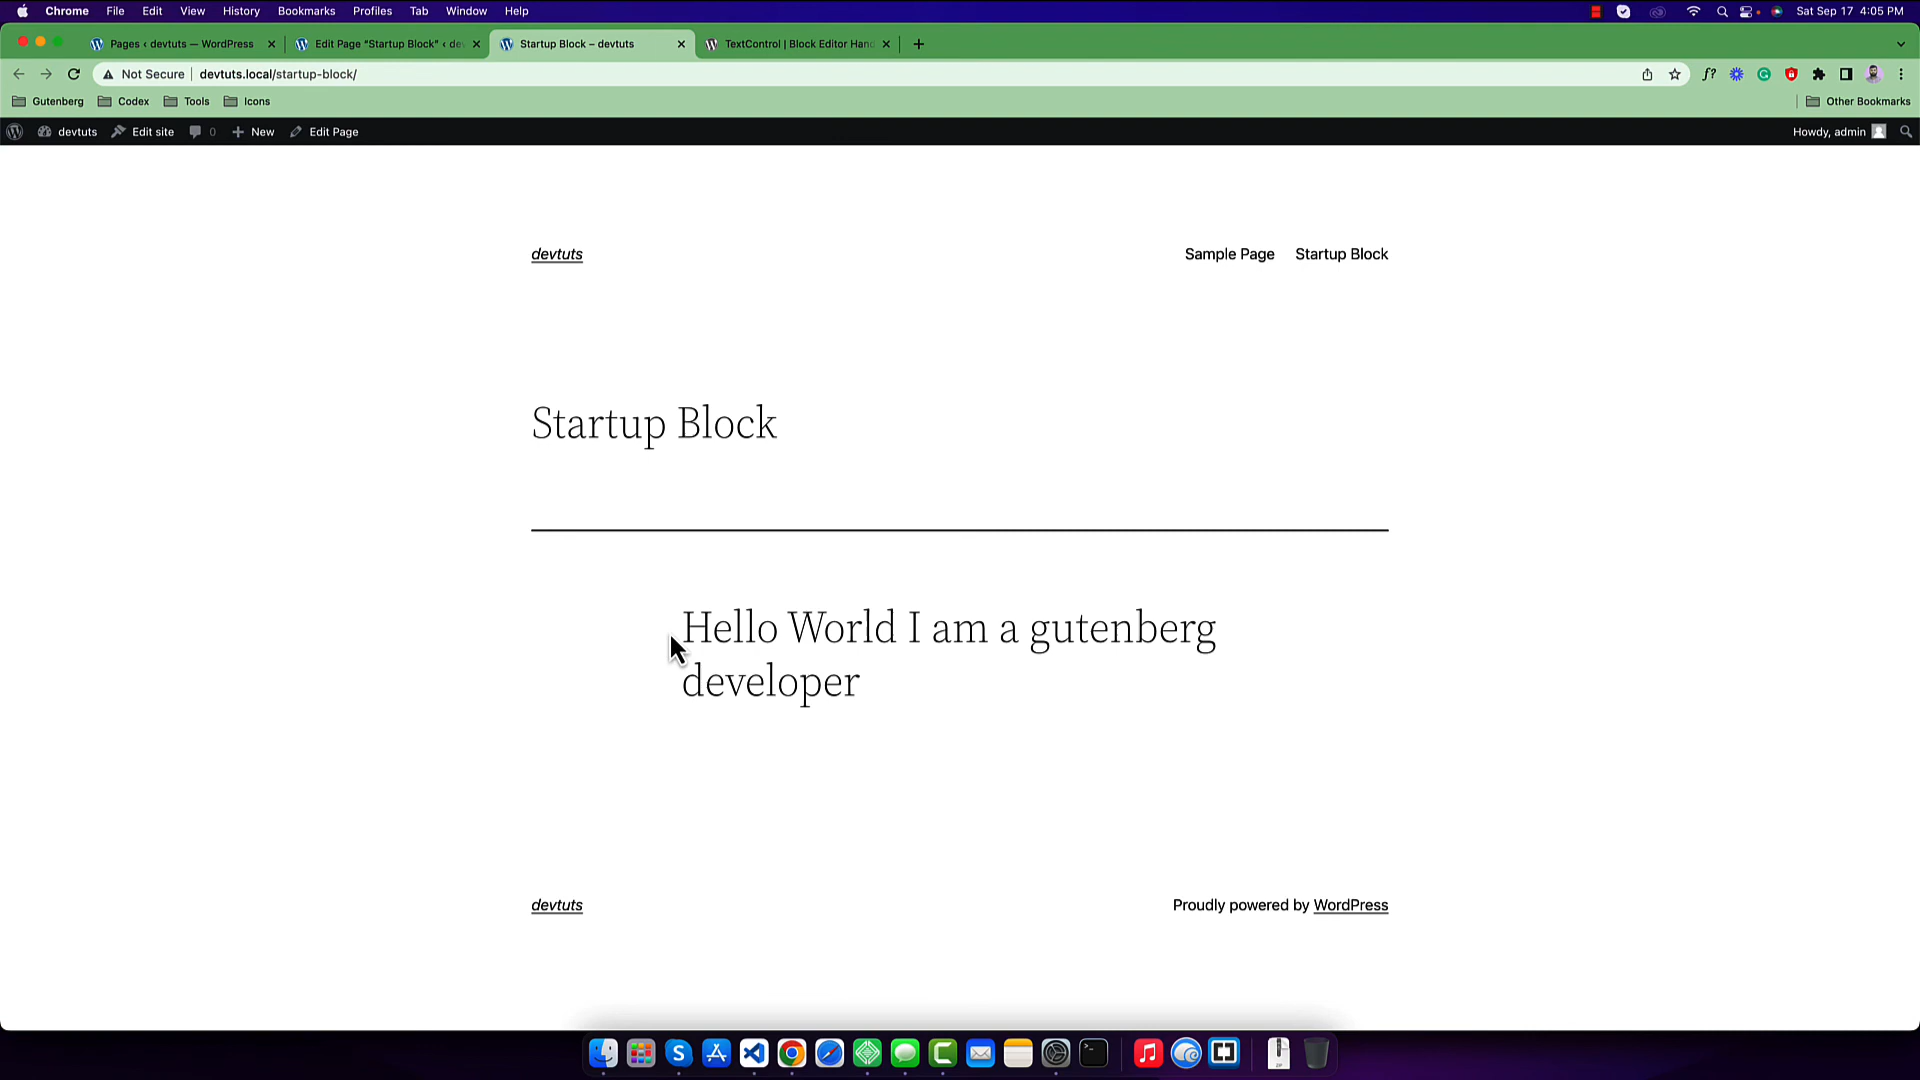 Chrome File Edit View History Bookmarks Profiles Tab Window Help Sat Sep 17 4:05 PM
Pages ‹ devtuts — WordPress Edit Page "Startup Block" ‹ de Startup Block – devtuts TextControl | Block Editor Hand
Not Secure devtuts.local/startup-block/ f?
Gutenberg Codex Tools Icons Other Bookmarks
devtuts Edit site 0 New Edit Page Howdy, admin
devtuts Sample Page Startup Block
Startup Block
Hello World I am a gutenberg
developer
devtuts Proudly powered by WordPress